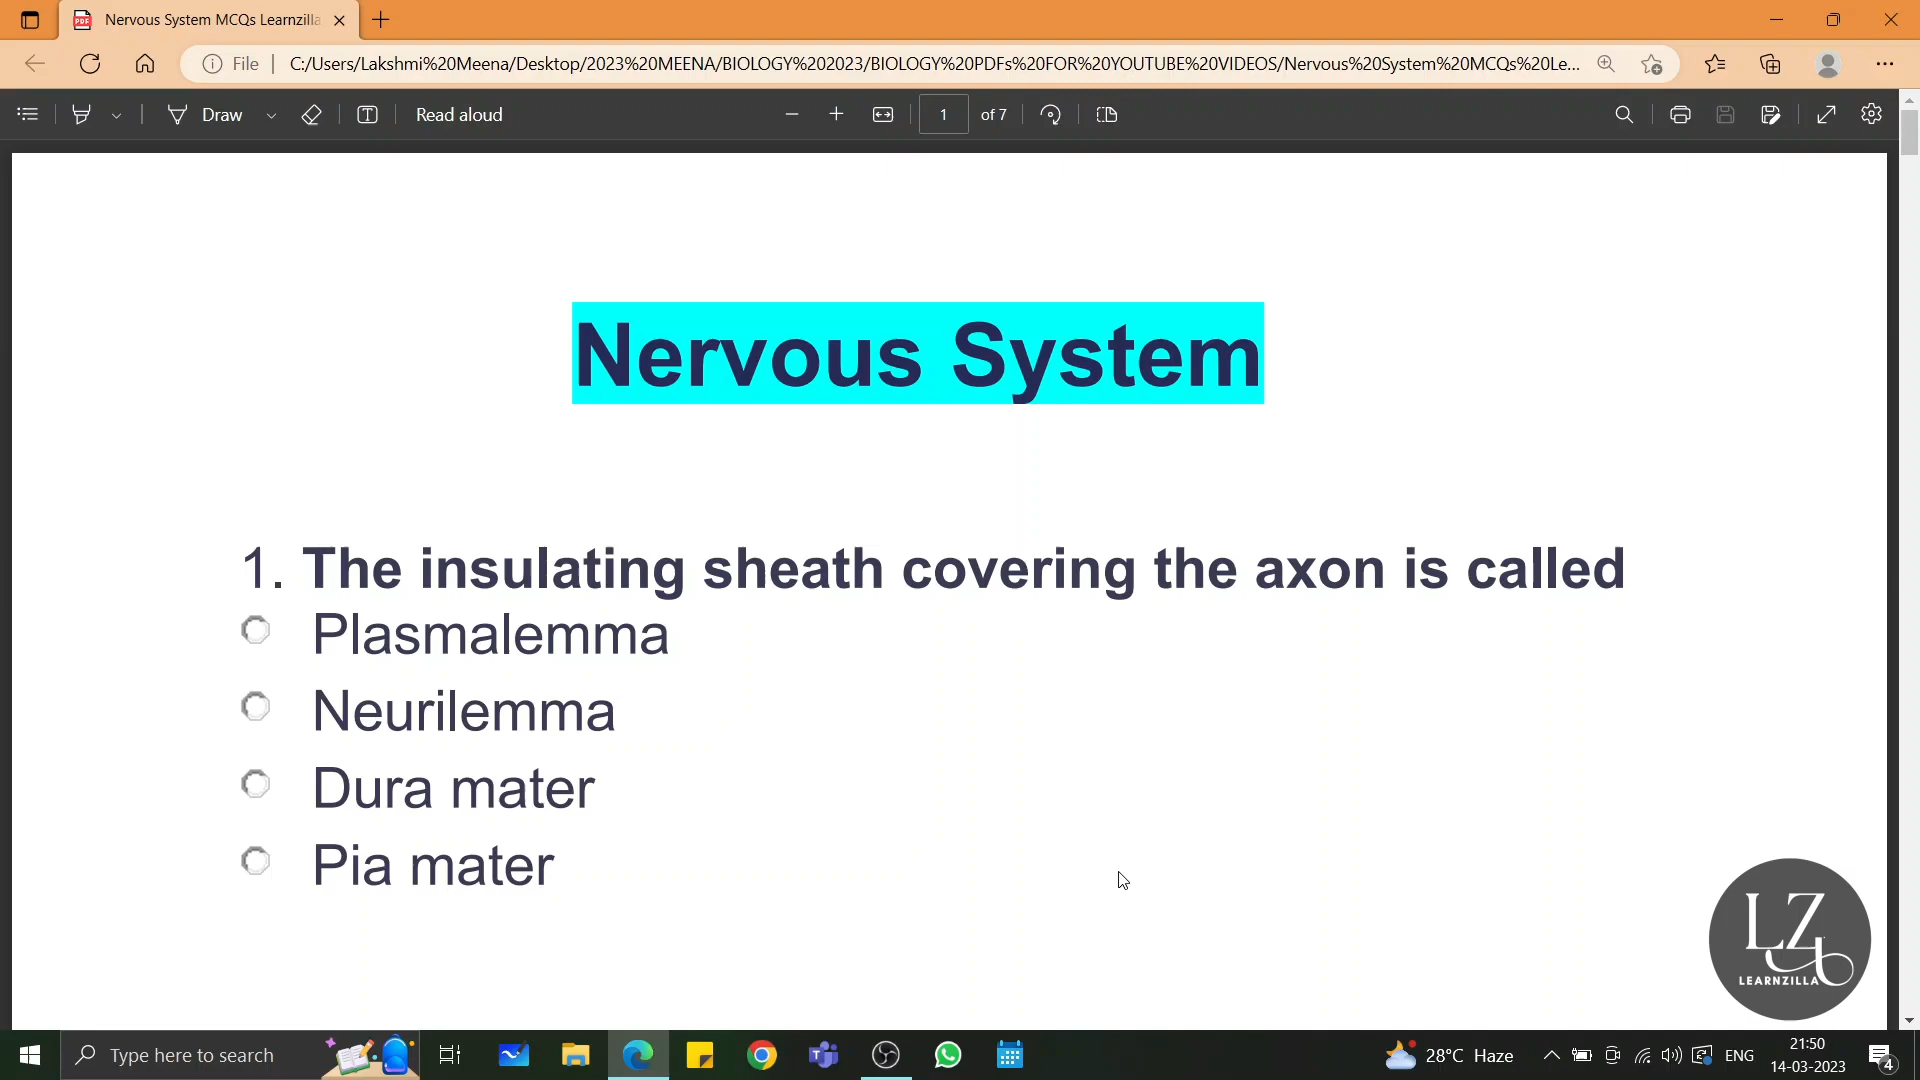 Nervous System MCQs Learnzilla
File
C:/Users/Lakshmi%20Meena/Desktop/2023%20MEENA/BIOLOGY%202023/BIOLOGY%20PDFs%20FOR%20YOUTUBE%20VIDEOS/Nervous%20System%20MCQs%20Le...
Draw
Read aloud
1 of 7
Nervous System
1. The insulating sheath covering the axon is called
Plasmalemma
Neurilemma
Dura mater
Pia mater
LZ
LEARNZILLA
Type here to search
28°C Haze
ENG
21:50
14-03-2023
4